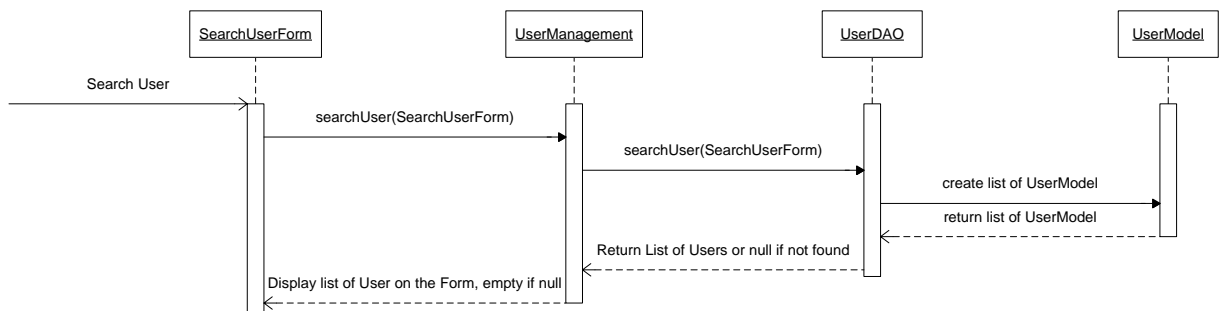 SearchUserForm
UserManagement
UserDAO
UserModel
Search User
searchUser(SearchUserForm)
searchUser(SearchUserForm)
create list of UserModel
return list of UserModel
Return List of Users or null if not found
Display list of User on the Form, empty if null